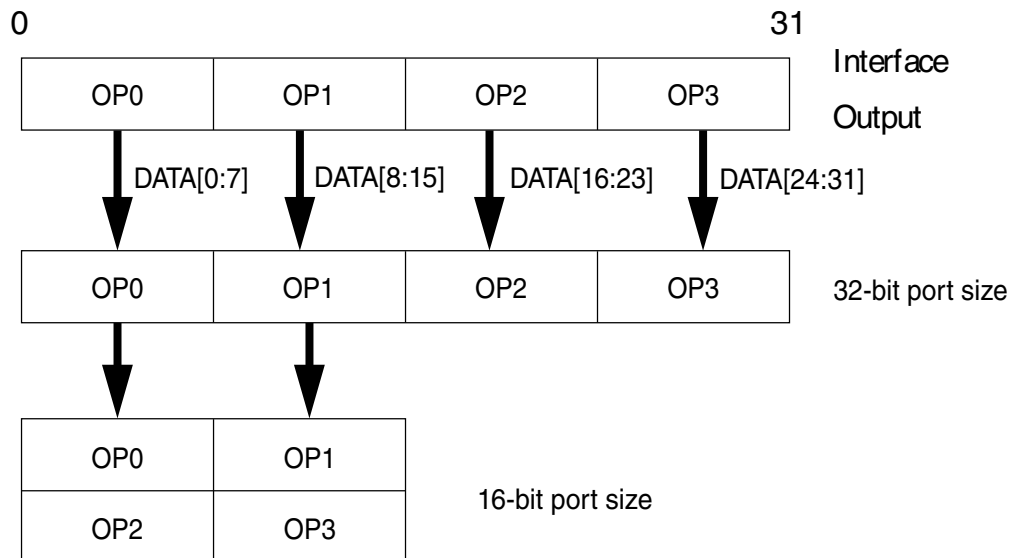 0 31
Interface
OP0 OP1 OP2 OP3
Output
DATA[0:7] DATA[8:15] DATA[16:23] DATA[24:31]
OP0 OP1 OP2 OP3 32-bit port size
OP0 OP1
16-bit port size
OP2 OP3